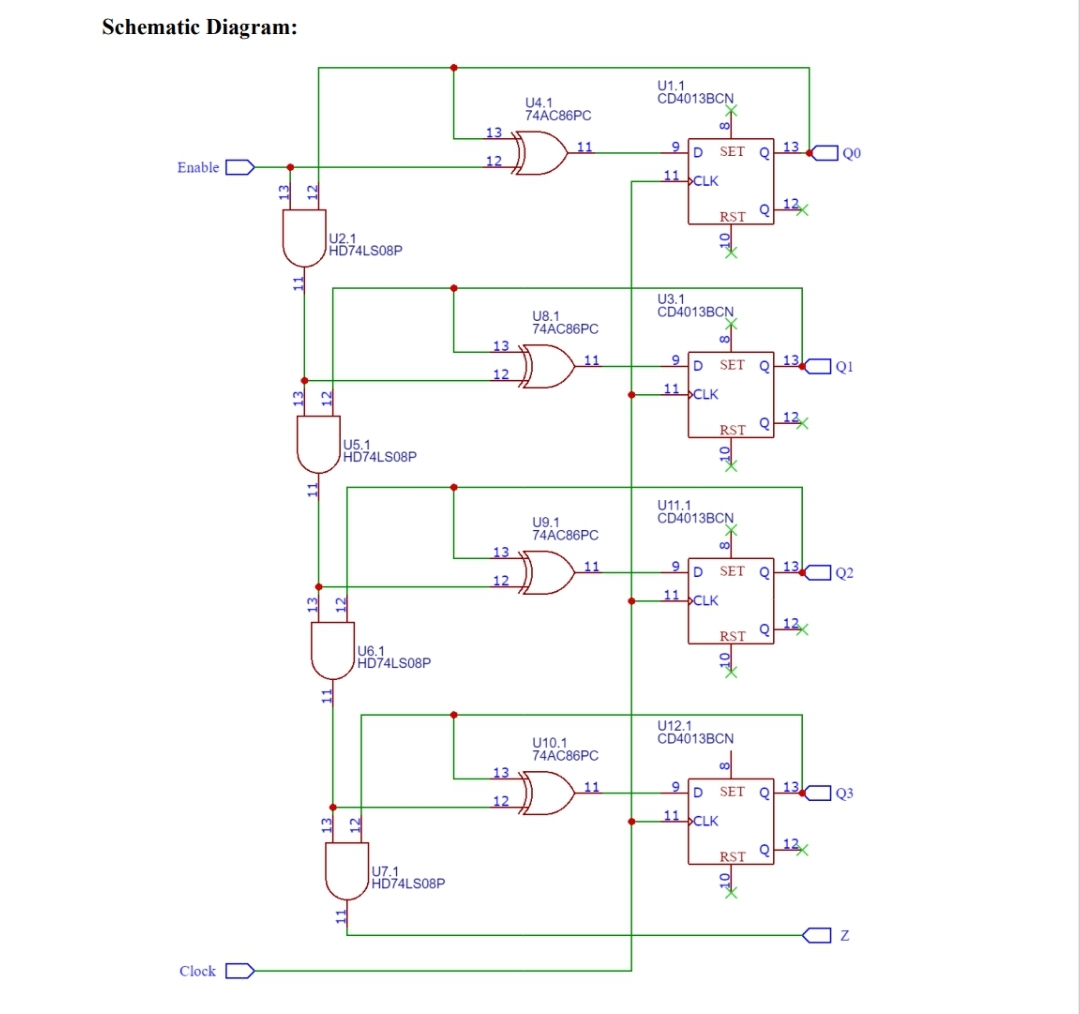 Schematic Diagram:
U1.1
CD4013BCN
U4.1
74AC86PC
8
13
11
9
D
SET
Q
13
Q0
Enable
12
11
CLK
13
12
RST
Q
12
10
U2.1
HD74LS08P
11
U3.1
CD4013BCN
U8.1
74AC86PC
8
13
11
9
D
SET
Q
13
Q1
12
11
CLK
13
12
RST
Q
12
10
U5.1
HD74LS08P
11
U11.1
CD4013BCN
U9.1
74AC86PC
8
13
11
9
D
SET
Q
13
Q2
12
11
CLK
13
12
RST
Q
12
10
U6.1
HD74LS08P
11
U12.1
CD4013BCN
U10.1
74AC86PC
8
13
11
9
D
SET
Q
13
Q3
12
11
CLK
13
12
RST
Q
12
10
U7.1
HD74LS08P
11
Z
Clock